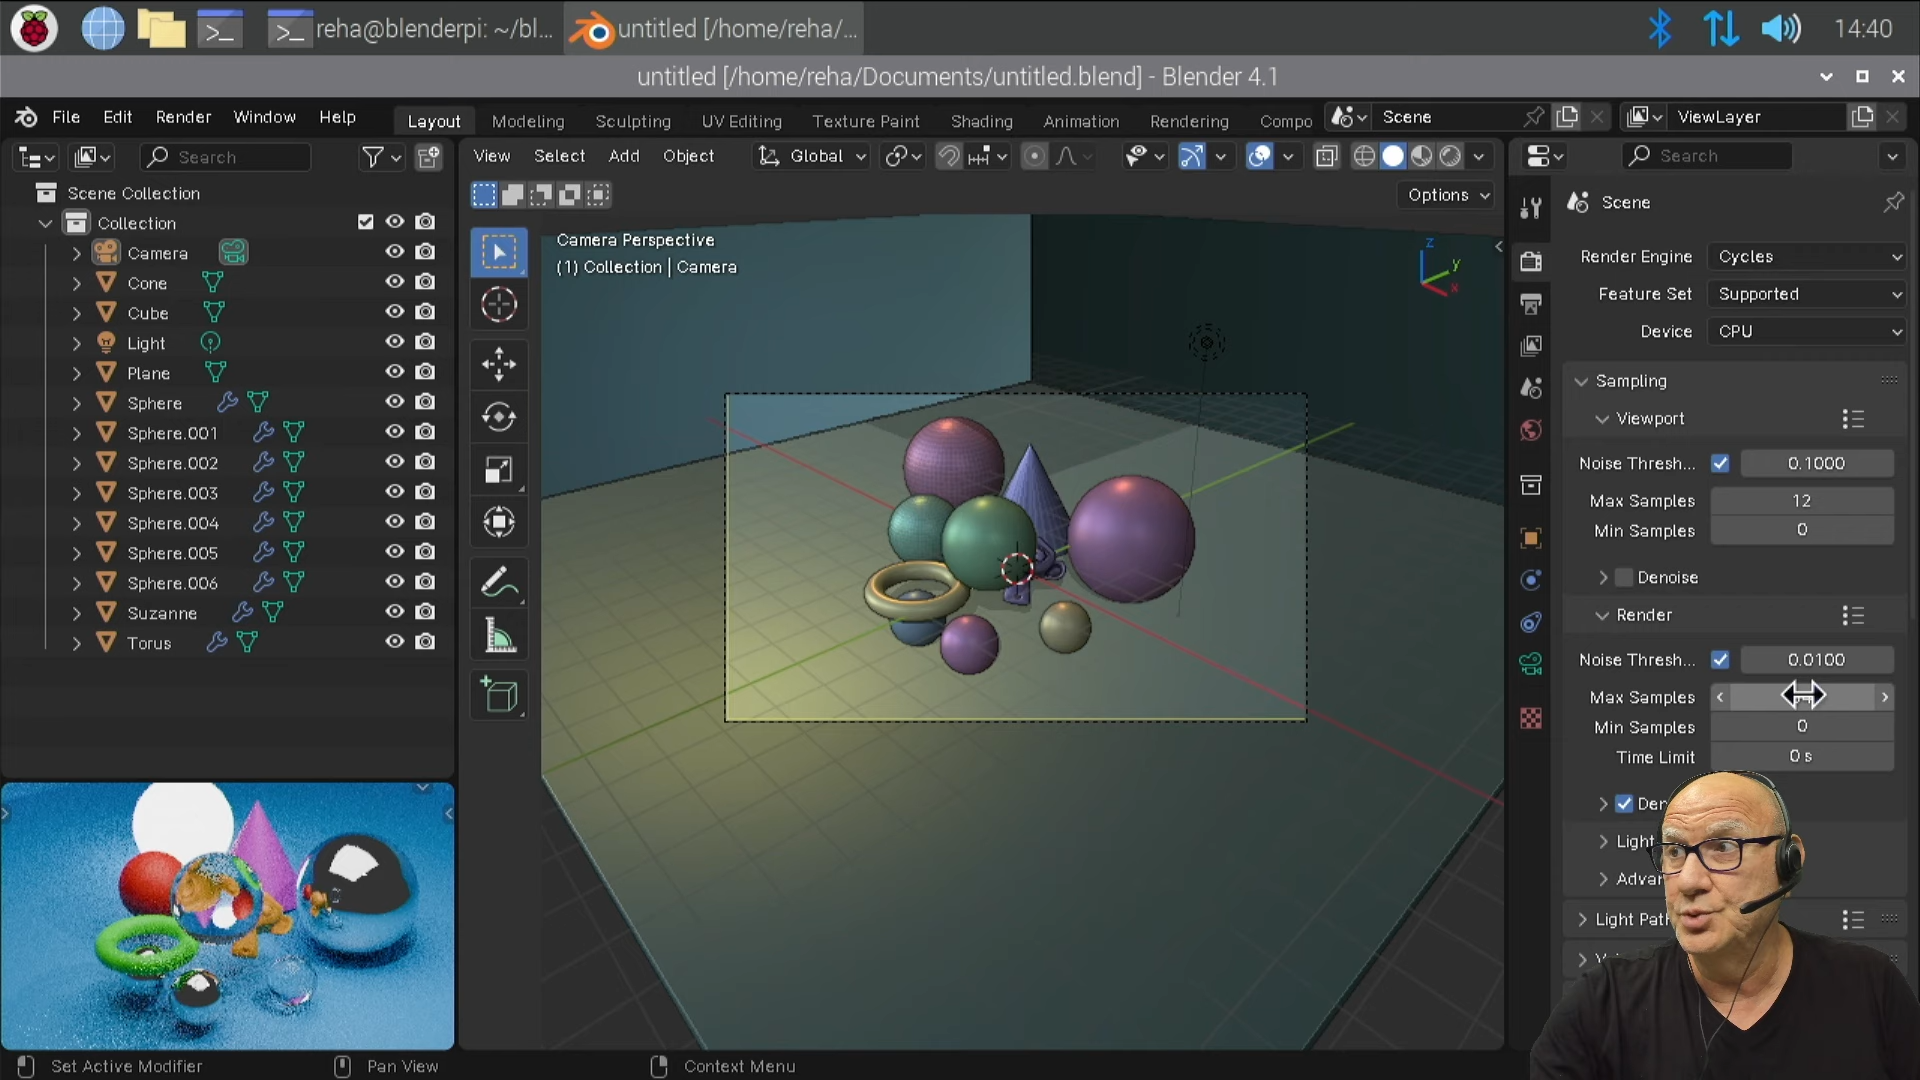 reha@blenderpi: ~/bl...
untitled [/home/reha/...
14:40
untitled [/home/reha/Documents/untitled.blend] - Blender 4.1
File Edit Render Window Help
Layout Modeling Sculpting UV Editing Texture Paint Shading Animation Rendering Compo
Scene
ViewLayer
Search
View Select Add Object
Global
Search
Options
Scene Collection
Collection
Camera
Cone
Cube
Light
Plane
Sphere
Sphere.001
Sphere.002
Sphere.003
Sphere.004
Sphere.005
Sphere.006
Suzanne
Torus
Camera Perspective
(1) Collection | Camera
Z
Y
X
Scene
Render Engine Cycles
Feature Set Supported
Device CPU
Sampling
Viewport
Noise Thresh... 0.1000
Max Samples 12
Min Samples 0
Denoise
Render
Noise Thresh... 0.0100
Max Samples
Min Samples 0
Time Limit 0 s
Den
Light
Advan
Light Pat
Set Active Modifier
Pan View
Context Menu